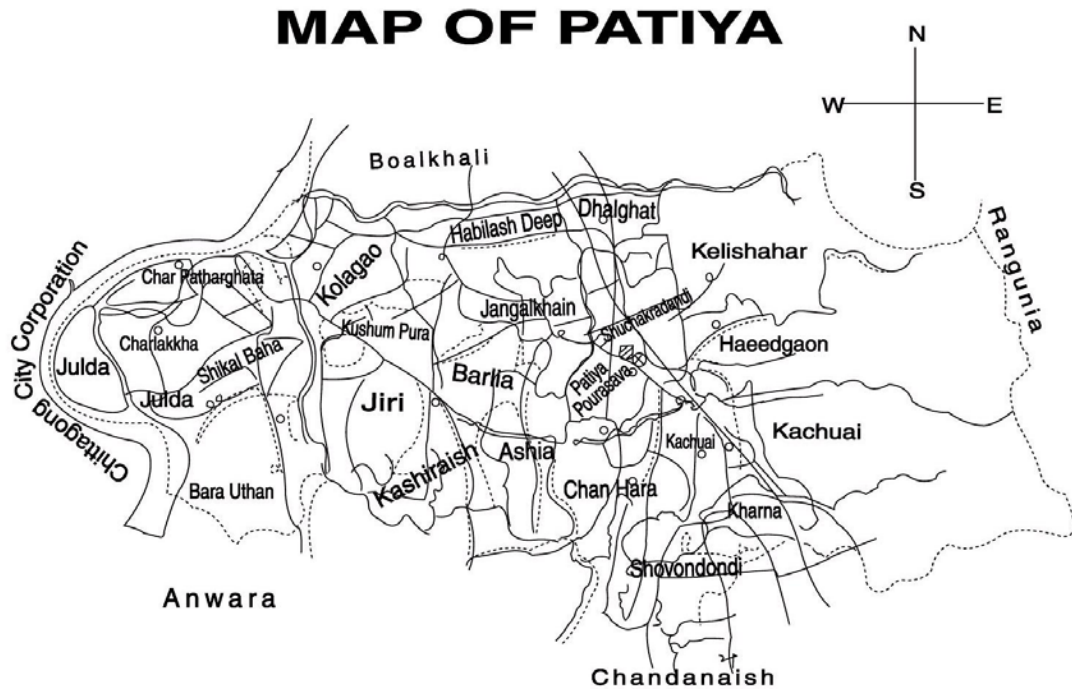 MAP OF PATIYA
N
W
E
S
Boalkhali
Rangunia
Chittagong City Corporation
Dhalghat
Habilash Deep
Kelishahar
Kolagao
Char Patharghata
Jangalkhain
Shuchakradandi
Kushum Pura
Charlakkha
Haeedgaon
Shikal Baha
Julda
Patiya
Pourasava
Barlia
Julda
Jiri
Kachuai
Kachuai
Ashia
Kashiraish
Bara Uthan
Chan Hara
Kharna
Shovondondi
Anwara
Chandanaish